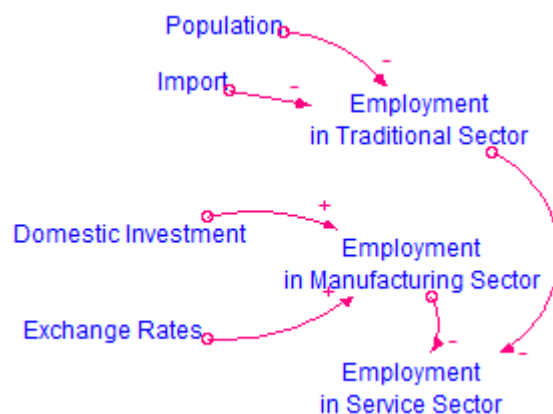 Population
−
Import
−
Employment
in Traditional Sector
+
Domestic Investment
Employment
in Manufacturing Sector
+
Exchange Rates
−
−
Employment
in Service Sector